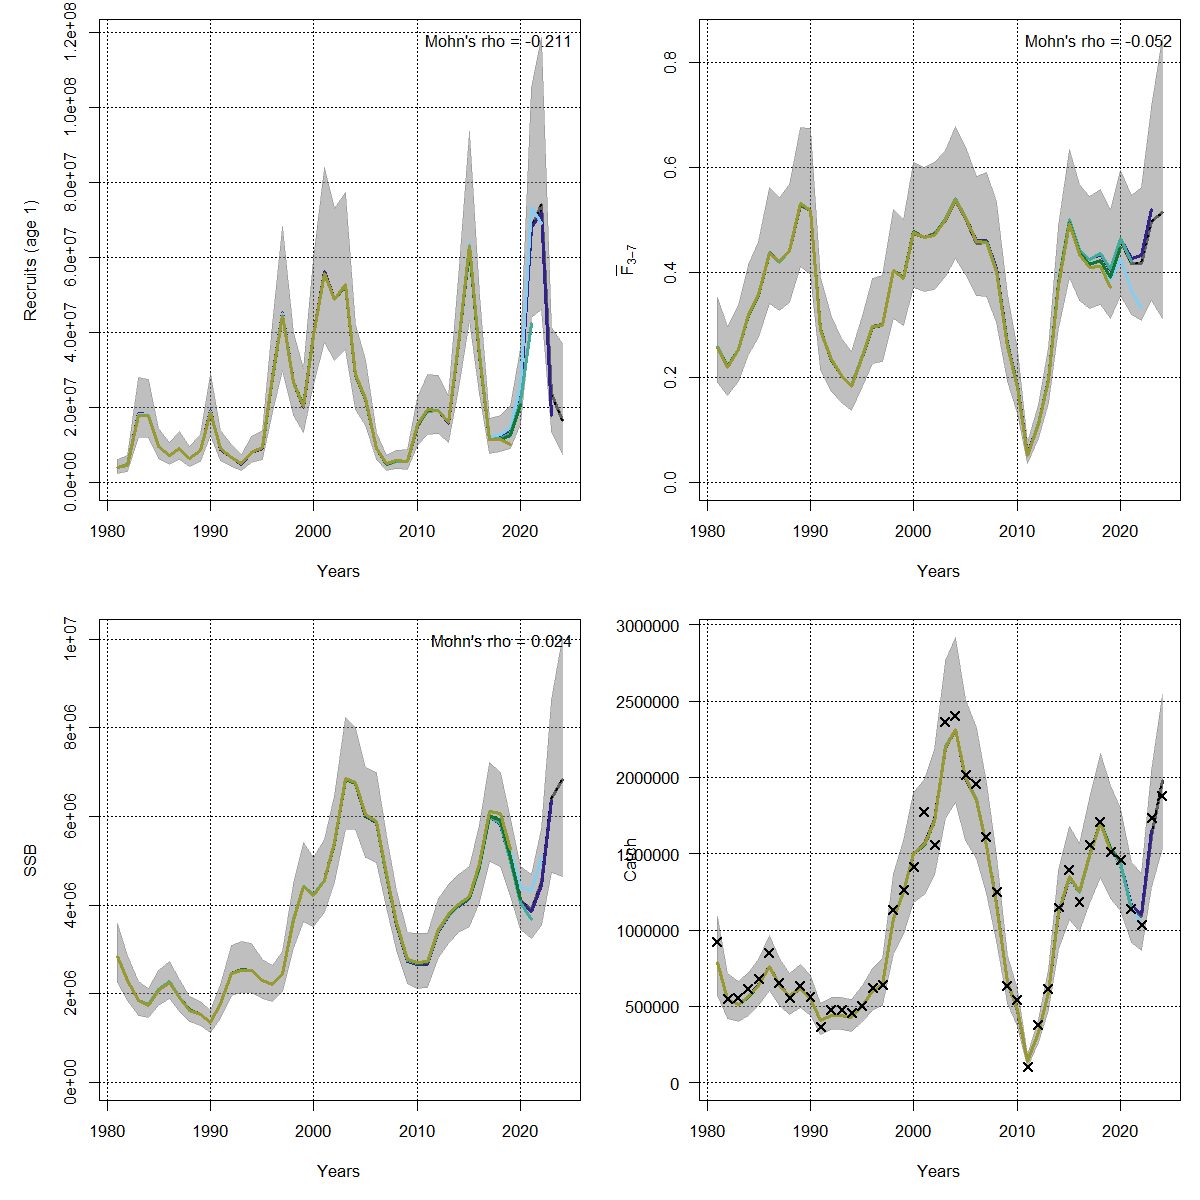 Mohn's rho = -0.211
Recruits (age 1)
0.0e+00 2.0e+07 4.0e+07 6.0e+07 8.0e+07 1.0e+08 1.2e+08
1980 1990 2000 2010 2020
Years
Mohn's rho = -0.052
F3−7
0.0 0.2 0.4 0.6 0.8
1980 1990 2000 2010 2020
Years
Mohn's rho = 0.024
SSB
0e+00 2e+06 4e+06 6e+06 8e+06 1e+07
1980 1990 2000 2010 2020
Years
Catch
3000000
2500000
2000000
1500000
1000000
500000
0
1980 1990 2000 2010 2020
Years